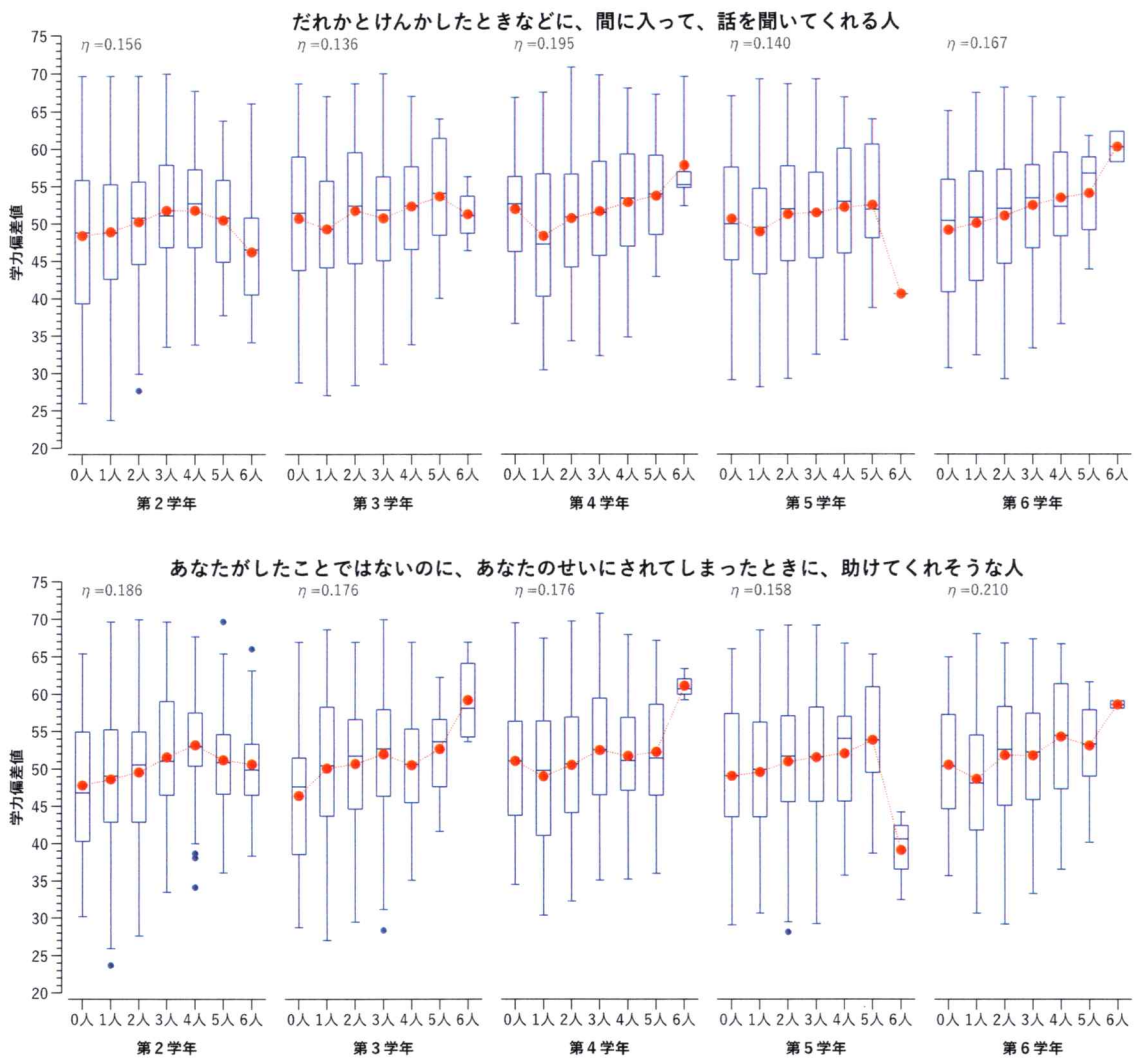 だれかとけんかしたときなどに、間に入って、話を聞いてくれる人
η=0.156 η=0.136 η=0.195 η=0.140 η=0.167
75
70
65
60
55
50
45
40
35
30
25
20
学力偏差値
0人 1人 2人 3人 4人 5人 6人 0人 1人 2人 3人 4人 5人 6人 0人 1人 2人 3人 4人 5人 6人 0人 1人 2人 3人 4人 5人 6人 0人 1人 2人 3人 4人 5人 6人
第2学年 第3学年 第4学年 第5学年 第6学年
あなたがしたことではないのに、あなたのせいにされてしまったときに、助けてくれそうな人
η=0.186 η=0.176 η=0.176 η=0.158 η=0.210
75
70
65
60
55
50
45
40
35
30
25
20
学力偏差値
0人 1人 2人 3人 4人 5人 6人 0人 1人 2人 3人 4人 5人 6人 0人 1人 2人 3人 4人 5人 6人 0人 1人 2人 3人 4人 5人 6人 0人 1人 2人 3人 4人 5人 6人
第2学年 第3学年 第4学年 第5学年 第6学年